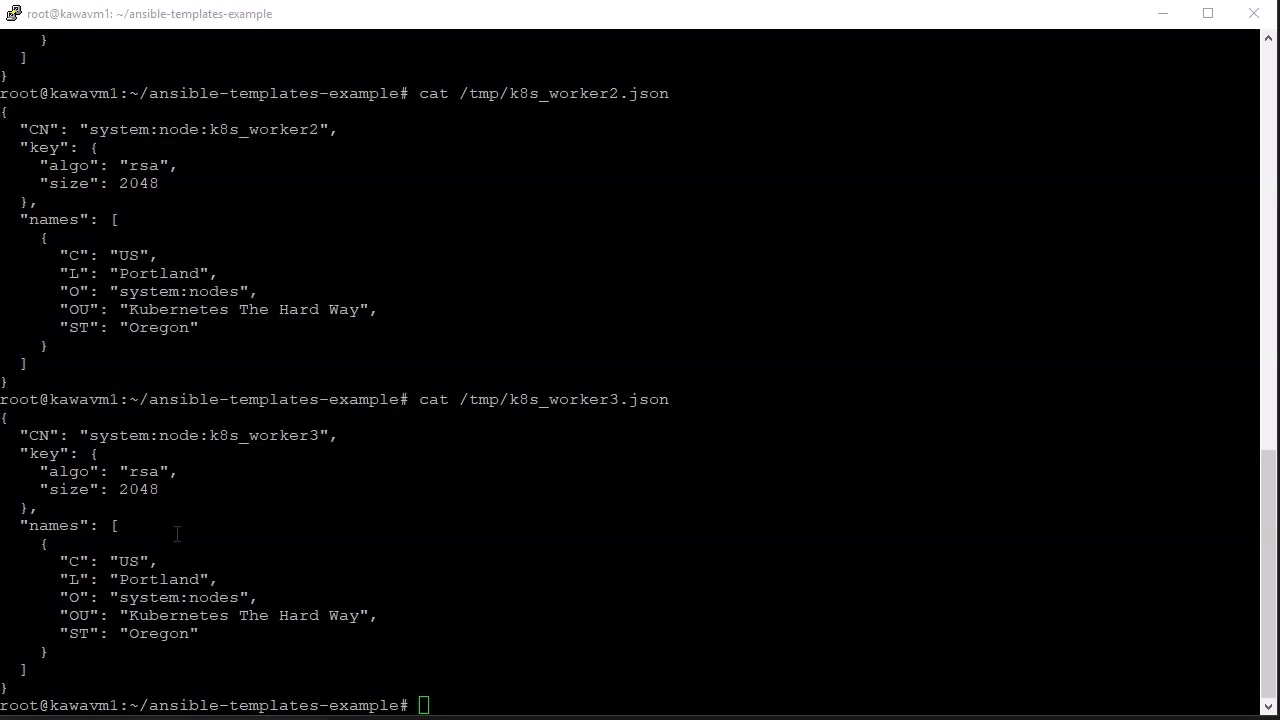 root@kawavm1: ~/ansible-templates-example
    }
  ]
}
root@kawavm1:~/ansible-templates-example# cat /tmp/k8s_worker2.json
{
  "CN": "system:node:k8s_worker2",
  "key": {
    "algo": "rsa",
    "size": 2048
  },
  "names": [
    {
      "C": "US",
      "L": "Portland",
      "O": "system:nodes",
      "OU": "Kubernetes The Hard Way",
      "ST": "Oregon"
    }
  ]
}
root@kawavm1:~/ansible-templates-example# cat /tmp/k8s_worker3.json
{
  "CN": "system:node:k8s_worker3",
  "key": {
    "algo": "rsa",
    "size": 2048
  },
  "names": [
    {
      "C": "US",
      "L": "Portland",
      "O": "system:nodes",
      "OU": "Kubernetes The Hard Way",
      "ST": "Oregon"
    }
  ]
}
root@kawavm1:~/ansible-templates-example#